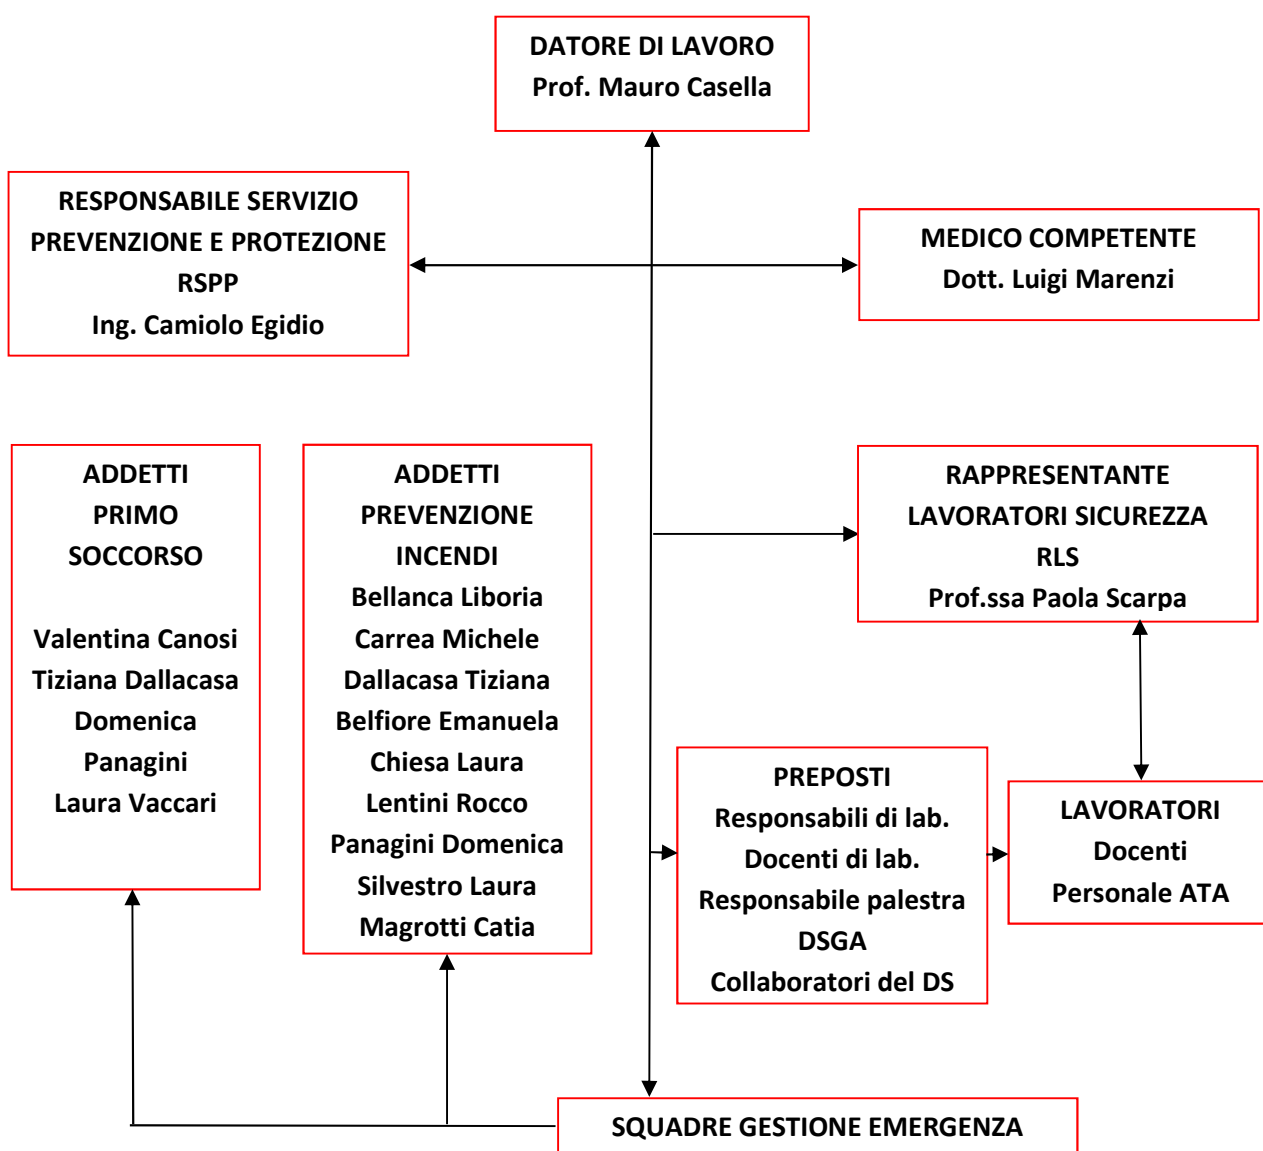 DATORE DI LAVORO
Prof. Mauro Casella
RESPONSABILE SERVIZIO
PREVENZIONE E PROTEZIONE
RSPP
Ing. Camiolo Egidio
MEDICO COMPETENTE
Dott. Luigi Marenzi
ADDETTI
PRIMO
SOCCORSO
Valentina Canosi
Tiziana Dallacasa
Domenica
Panagini
Laura Vaccari
ADDETTI
PREVENZIONE
INCENDI
Bellanca Liboria
Carrea Michele
Dallacasa Tiziana
Belfiore Emanuela
Chiesa Laura
Lentini Rocco
Panagini Domenica
Silvestro Laura
Magrotti Catia
RAPPRESENTANTE
LAVORATORI SICUREZZA
RLS
Prof.ssa Paola Scarpa
PREPOSTI
Responsabili di lab.
Docenti di lab.
Responsabile palestra
DSGA
Collaboratori del DS
LAVORATORI
Docenti
Personale ATA
SQUADRE GESTIONE EMERGENZA